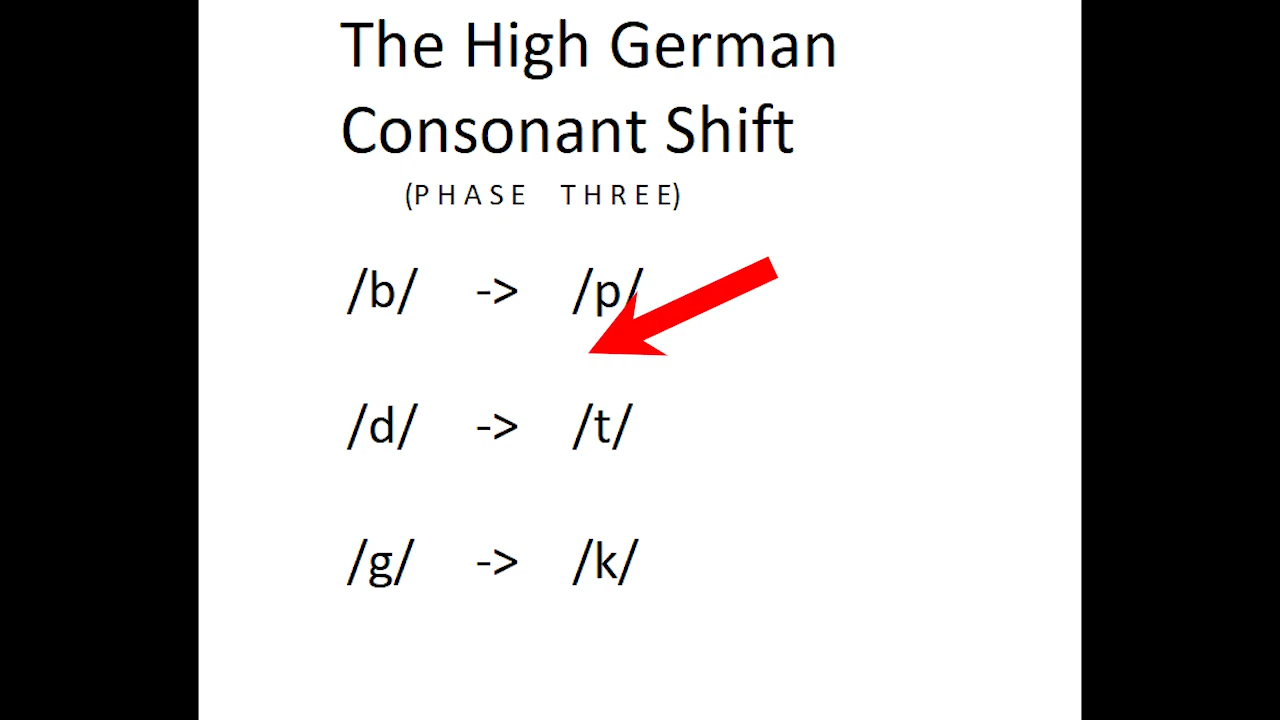 The High German
Consonant Shift
(PHASE THREE)
/b/ -> /p/
/d/ -> /t/
/g/ -> /k/